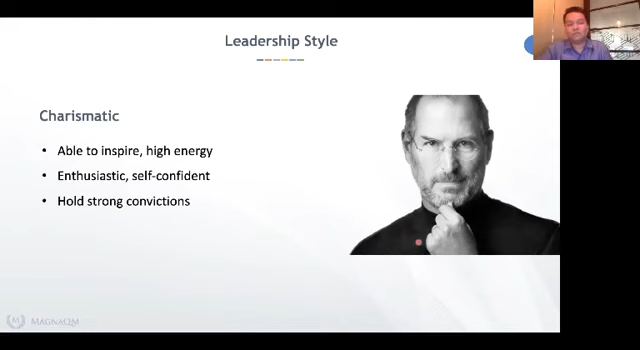 Leadership Style
Charismatic
• Able to inspire, high energy
• Enthusiastic, self-confident
• Hold strong convictions
MAGNAQM